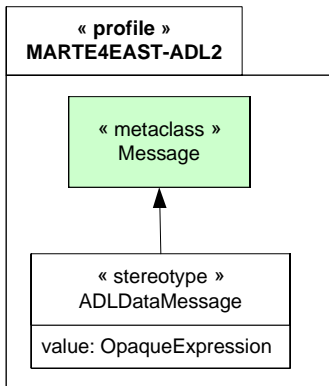 « profile »
MARTE4EAST-ADL2
« metaclass »
Message
« stereotype »
ADLDataMessage
value: OpaqueExpression